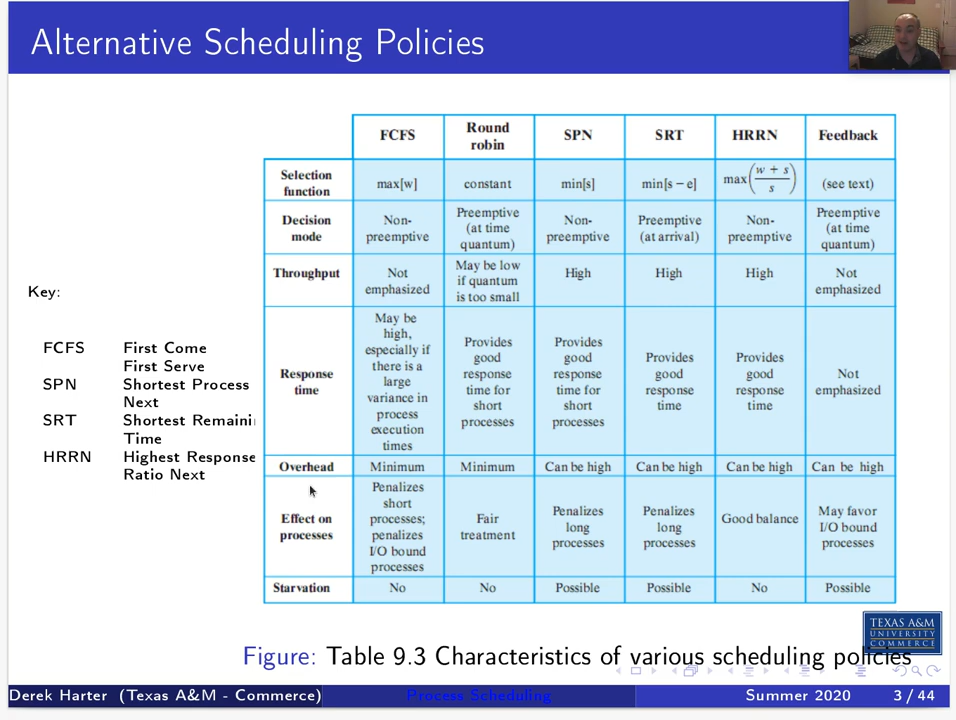 Alternative Scheduling Policies
FCFS
Round
robin
SPN
SRT
HRRN
Feedback
Selection
function
max[w]
constant
min[s]
min[s − e]
max(w + s / s)
(see text)
Decision
mode
Non-
preemptive
Preemptive
(at time
quantum)
Non-
preemptive
Preemptive
(at arrival)
Non-
preemptive
Preemptive
(at time
quantum)
Throughput
Not
emphasized
May be low
if quantum
is too small
High
High
High
Not
emphasized
Response
time
May be
high,
especially if
there is a
large
variance in
process
execution
times
Provides
good
response
time for
short
processes
Provides
good
response
time for
short
processes
Provides
good
response
time
Provides
good
response
time
Not
emphasized
Overhead
Minimum
Minimum
Can be high
Can be high
Can be high
Can be high
Effect on
processes
Penalizes
short
processes;
penalizes
I/O bound
processes
Fair
treatment
Penalizes
long
processes
Penalizes
long
processes
Good balance
May favor
I/O bound
processes
Starvation
No
No
Possible
Possible
No
Possible
Key:
FCFS First Come
First Serve
SPN Shortest Process
Next
SRT Shortest Remaini
Time
HRRN Highest Response
Ratio Next
TEXAS A&M
UNIVERSITY
COMMERCE
Figure: Table 9.3 Characteristics of various scheduling policies
Derek Harter (Texas A&M - Commerce)
Process Scheduling
Summer 2020
3 / 44